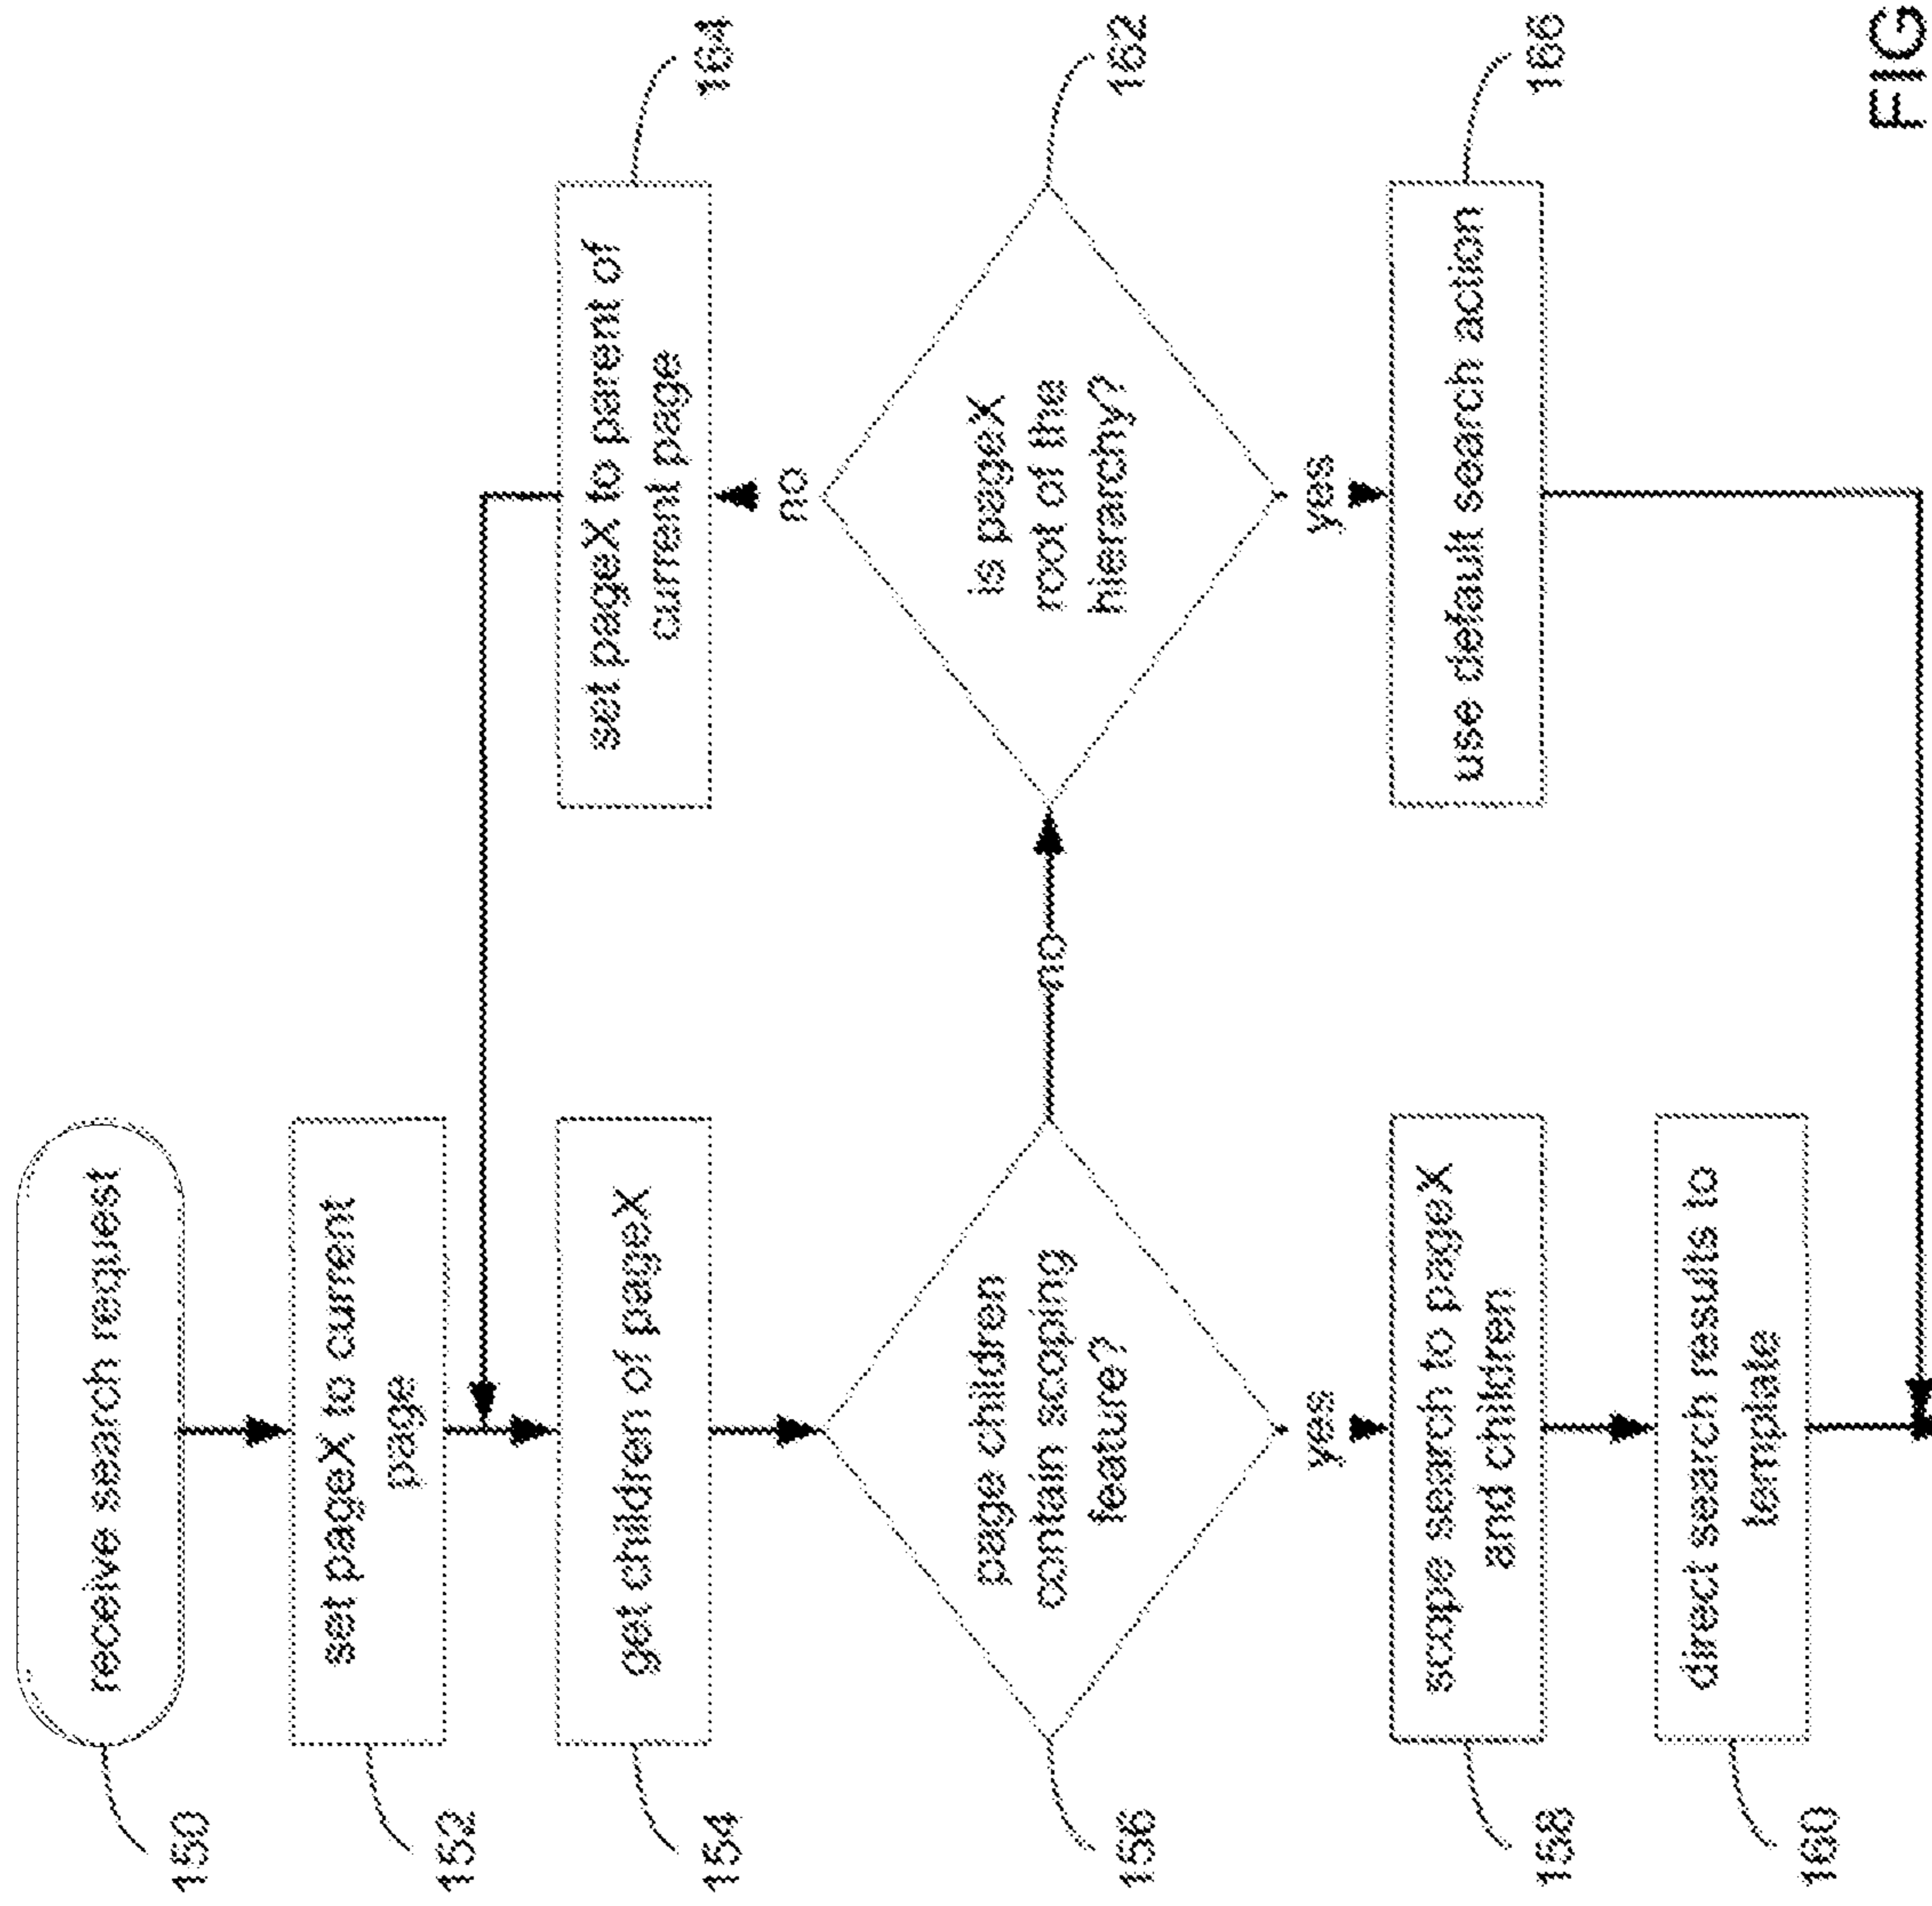 150
receive search request
152
set pageX to current
page
154
get children of pageX
156
page children
contain scoping
feature?
no
yes
158
scope search to pageX
and children
160
direct search results to
template
164
set pageX to parent of
current page
no
162
is pageX
root of the
hierarchy?
yes
166
use default search action
FIG